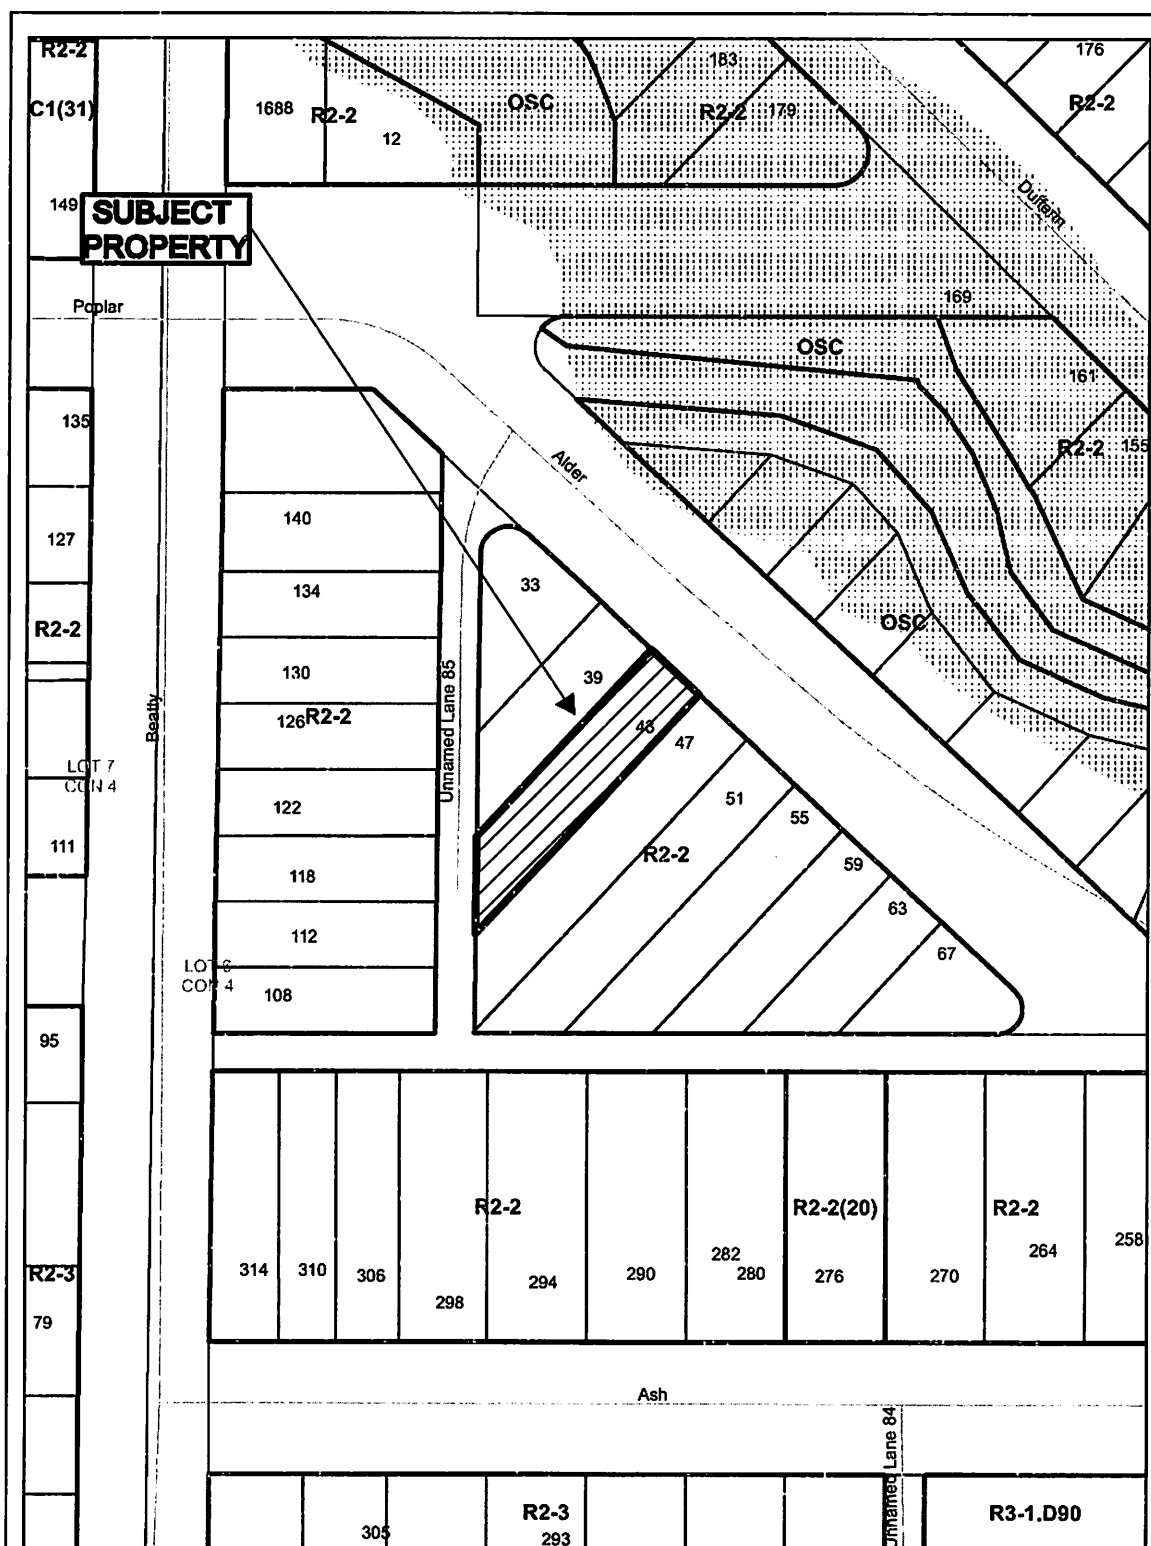 R2-2
176
183
C1(31)
1688
R2-2
OSC
R2-2
179
R2-2
12
149
SUBJECT
PROPERTY
Dufferin
Poplar
169
OSC
161
135
R2-2
155
Alder
140
127
33
134
R2-2
OSC
130
39
Unnamed Lane 85
126
R2-2
43
47
Beatty
LOT 7
CON 4
51
122
55
111
R2-2
59
118
63
112
67
LOT 6
CON 4
108
95
R2-2
R2-2(20)
R2-2
258
282
264
314
310
306
298
294
290
280
276
270
R2-3
79
Ash
Unnamed Lane 84
R2-3
R3-1.D90
305
293